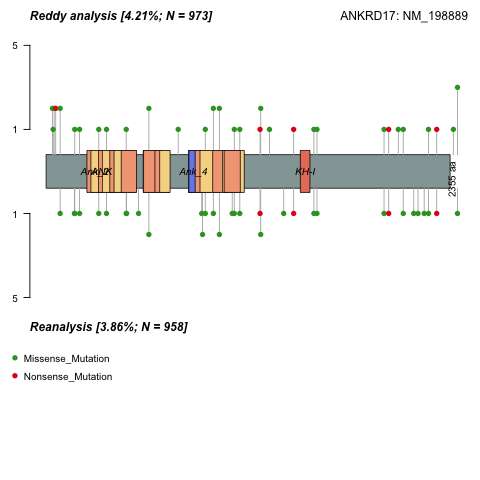 Reddy analysis [4.21%; N = 973]
ANKRD17: NM_198889
5
1
Ank_4
KH-I
2355 aa
1
5
Reanalysis [3.86%; N = 958]
Missense_Mutation
Nonsense_Mutation